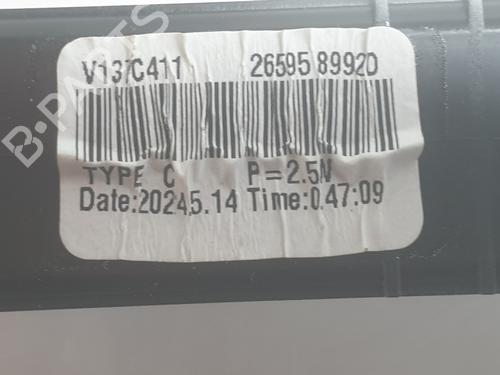 V137C411 26595 8992D
TYPE C P=2.5N
Date:2024.5.14 Time:0.47:09
B-PARTS